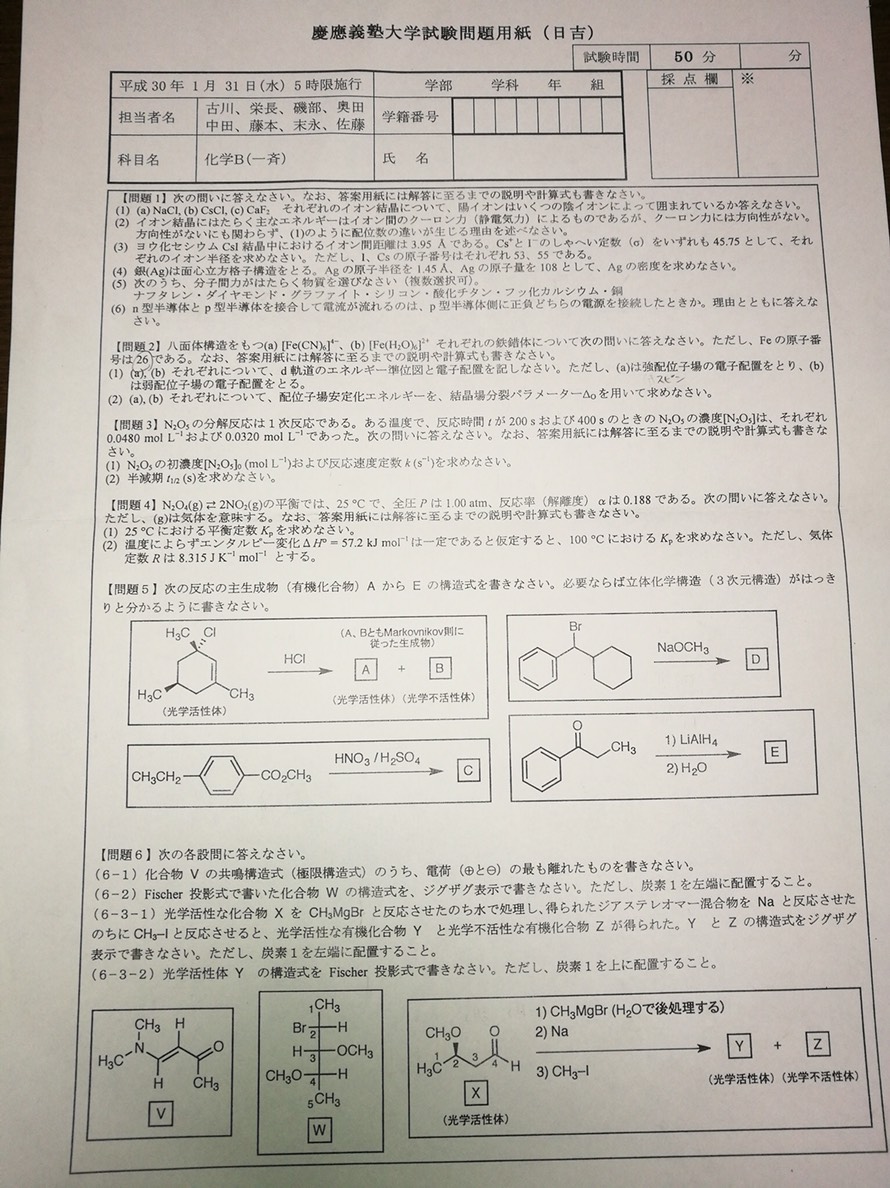 慶應義塾大学試験問題用紙（日吉）
試験時間 50 分 分
平成 30 年 1 月 31 日(水) 5 時限施行 学部 学科 年 組 採 点 欄 ※
担当者名 古川、栄長、磯部、奥田 学籍番号
中田、藤本、末永、佐藤
科目名 化学B(一斉) 氏 名
【問題 1】次の問いに答えなさい。なお、答案用紙には解答に至るまでの説明や計算式も書きなさい。
(1) (a) NaCl, (b) CsCl, (c) CaF₂ それぞれのイオン結晶について、陽イオンはいくつの陰イオンによって囲まれているか答えなさい。
(2) イオン結晶にはたらく主なエネルギーはイオン間のクーロン力（静電気力）によるものであるが、クーロン力には方向性がない。
方向性がないにも関わらず、(1)のように配位数の違いが生じる理由を述べなさい。
(3) ヨウ化セシウム CsI 結晶中におけるイオン間距離は 3.95 Å である。Cs⁺と I⁻のしゃへい定数（σ）をいずれも 45.75 として、それ
ぞれのイオン半径を求めなさい。ただし、I、Cs の原子番号はそれぞれ 53、55 である。
(4) 銀(Ag)は面心立方格子構造をとる。Ag の原子半径を 1.45 Å、Ag の原子量を 108 として、Ag の密度を求めなさい。
(5) 次のうち、分子間力がはたらく物質を選びなさい（複数選択可）。
ナフタレン・ダイヤモンド・グラファイト・シリコン・酸化チタン・フッ化カルシウム・銅
(6) n 型半導体と p 型半導体を接合して電流が流れるのは、p 型半導体側に正負どちらの電源を接続したときか。理由とともに答えな
さい。
【問題 2】八面体構造をもつ(a) [Fe(CN)₆]⁴⁻、(b) [Fe(H₂O)₆]²⁺ それぞれの鉄錯体について次の問いに答えなさい。ただし、Fe の原子番
号は 26 である。なお、答案用紙には解答に至るまでの説明や計算式も書きなさい。
(1) (a), (b) それぞれについて、d 軌道のエネルギー準位図と電子配置を記しなさい。ただし、(a)は強配位子場の電子配置をとり、(b)
は弱配位子場の電子配置をとる。 スピン
(2) (a), (b) それぞれについて、配位子場安定化エネルギーを、結晶場分裂パラメーターΔ₀を用いて求めなさい。
【問題 3】N₂O₅ の分解反応は 1 次反応である。ある温度で、反応時間 t が 200 s および 400 s のときの N₂O₅ の濃度[N₂O₅]は、それぞれ
0.0480 mol L⁻¹ および 0.0320 mol L⁻¹ であった。次の問いに答えなさい。なお、答案用紙には解答に至るまでの説明や計算式も書きな
さい。
(1) N₂O₅ の初濃度[N₂O₅]₀ (mol L⁻¹)および反応速度定数 k (s⁻¹)を求めなさい。
(2) 半減期 t₁/₂ (s)を求めなさい。
【問題 4】N₂O₄(g) ⇄ 2NO₂(g)の平衡では、25 °C で、全圧 P は 1.00 atm、反応率（解離度） α は 0.188 である。次の問いに答えなさい。
ただし、(g)は気体を意味する。なお、答案用紙には解答に至るまでの説明や計算式も書きなさい。
(1) 25 °C における平衡定数 Kp を求めなさい。
(2) 温度によらずエンタルピー変化 Δ H° = 57.2 kJ mol⁻¹ は一定であると仮定すると、100 °C における Kp を求めなさい。ただし、気体
定数 R は 8.315 J K⁻¹ mol⁻¹ とする。
【問題５】次の反応の主生成物（有機化合物）A から E の構造式を書きなさい。必要ならば立体化学構造（３次元構造）がはっき
りと分かるように書きなさい。
H₃C Cl
H₃C CH₃
(光学活性体)
HCl
(A、BともMarkovnikov則に
従った生成物)
A + B
(光学活性体) (光学不活性体)
Br
NaOCH₃
D
CH₃CH₂ CO₂CH₃
HNO₃ / H₂SO₄
C
O
CH₃
1) LiAlH₄
2) H₂O
E
【問題６】次の各設問に答えなさい。
(６−１) 化合物 V の共鳴構造式（極限構造式）のうち、電荷（⊕と⊖）の最も離れたものを書きなさい。
(６−２) Fischer 投影式で書いた化合物 W の構造式を、ジグザグ表示で書きなさい。ただし、炭素１を左端に配置すること。
(６−３−１) 光学活性な化合物 X を CH₃MgBr と反応させたのち水で処理し、得られたジアステレオマー混合物を Na と反応させた
のちに CH₃–I と反応させると、光学活性な有機化合物 Y と光学不活性な有機化合物 Z が得られた。Y と Z の構造式をジグザグ
表示で書きなさい。ただし、炭素１を左端に配置すること。
(６−３−２) 光学活性体 Y の構造式を Fischer 投影式で書きなさい。ただし、炭素１を上に配置すること。
CH₃ H
H₃C N O
H CH₃
V
1CH₃
Br 2 H
H 3 OCH₃
CH₃O 4 H
5CH₃
W
CH₃O O
H₃C 1 2 3 4 H
X
(光学活性体)
1) CH₃MgBr (H₂Oで後処理する)
2) Na
3) CH₃–I
Y + Z
(光学活性体) (光学不活性体)